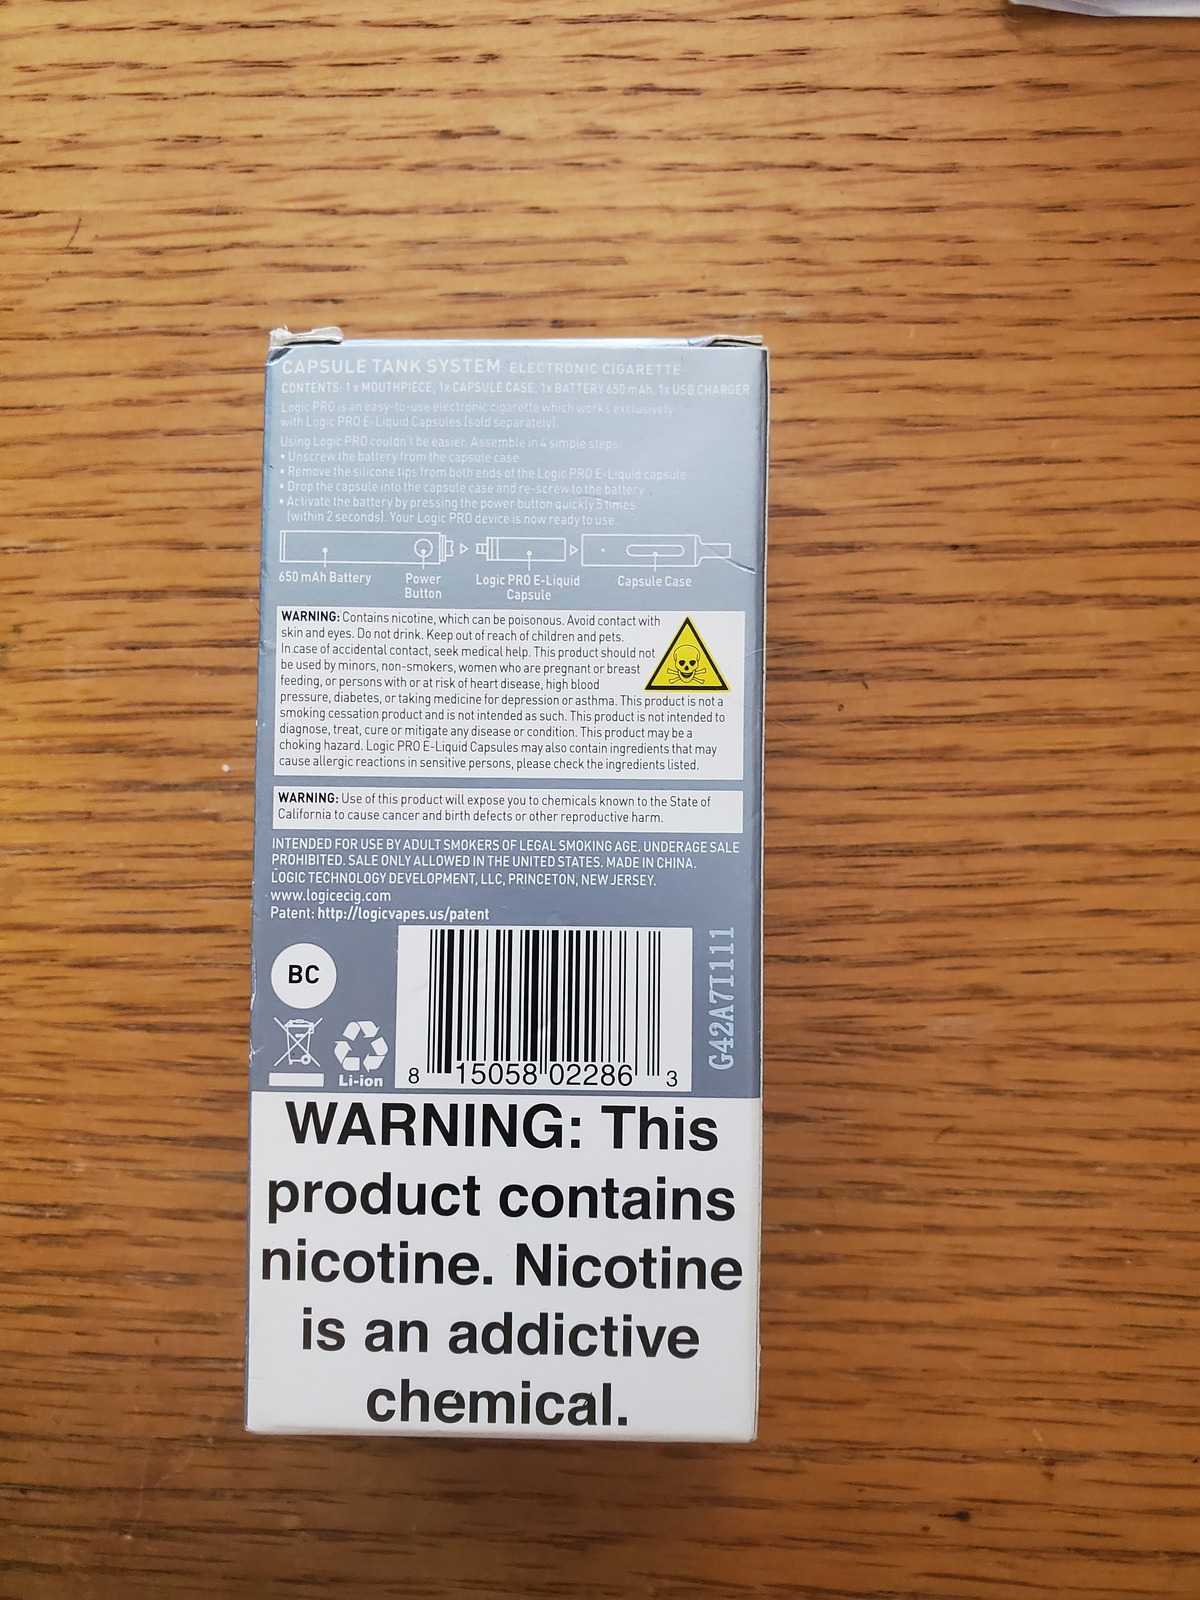 CAPSULE TANK SYSTEM ELECTRONIC CIGARETTE
CONTENTS: 1 x MOUTHPIECE, 1x CAPSULE CASE, 1x BATTERY 650 mAh, 1x USB CHARGER
Logic PRO is an easy-to-use electronic cigarette which works exclusively
with Logic PRO E-Liquid Capsules (sold separately).
Using Logic PRO couldn't be easier. Assemble in 4 simple steps:
• Unscrew the battery from the capsule case
• Remove the silicone tips from both ends of the Logic PRO E-Liquid capsule
• Drop the capsule into the capsule case and re-screw to the battery
• Activate the battery by pressing the power button quickly 5 times
(within 2 seconds). Your Logic PRO device is now ready to use.
650 mAh Battery
Power
Button
Logic PRO E-Liquid
Capsule
Capsule Case
WARNING: Contains nicotine, which can be poisonous. Avoid contact with
skin and eyes. Do not drink. Keep out of reach of children and pets.
In case of accidental contact, seek medical help. This product should not
be used by minors, non-smokers, women who are pregnant or breast
feeding, or persons with or at risk of heart disease, high blood
pressure, diabetes, or taking medicine for depression or asthma. This product is not a
smoking cessation product and is not intended as such. This product is not intended to
diagnose, treat, cure or mitigate any disease or condition. This product may be a
choking hazard. Logic PRO E-Liquid Capsules may also contain ingredients that may
cause allergic reactions in sensitive persons, please check the ingredients listed.
WARNING: Use of this product will expose you to chemicals known to the State of
California to cause cancer and birth defects or other reproductive harm.
INTENDED FOR USE BY ADULT SMOKERS OF LEGAL SMOKING AGE. UNDERAGE SALE
PROHIBITED. SALE ONLY ALLOWED IN THE UNITED STATES. MADE IN CHINA.
LOGIC TECHNOLOGY DEVELOPMENT, LLC, PRINCETON, NEW JERSEY.
www.logicecig.com
Patent: http://logicvapes.us/patent
BC
Li-ion
8 15058 02286 3
G42A7I111
WARNING: This
product contains
nicotine. Nicotine
is an addictive
chemical.